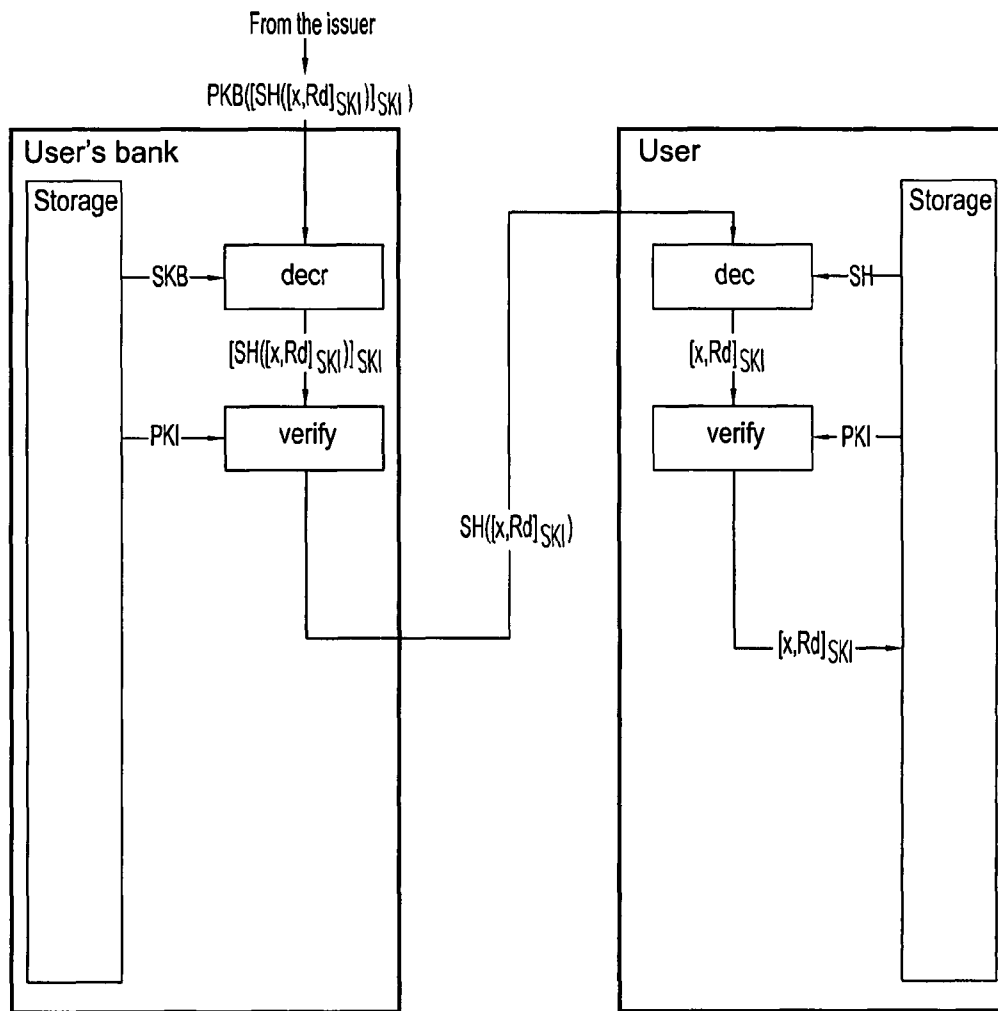 From the issuer
PKB([SH([x,Rd]SKI)]SKI)
User's bank
Storage
SKB
decr
[SH([x,Rd]SKI)]SKI
PKI
verify
SH([x,Rd]SKI)
User
Storage
dec
SH
[x,Rd]SKI
verify
PKI
[x,Rd]SKI